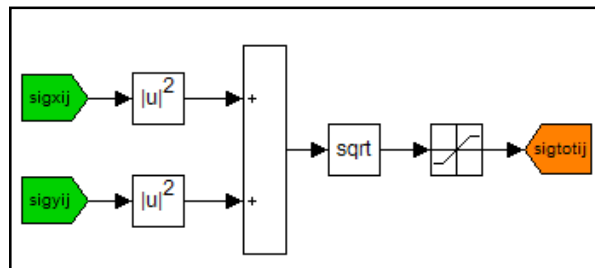 sigxij
|u|²
+
sqrt
sigtotij
sigyij
|u|²
+